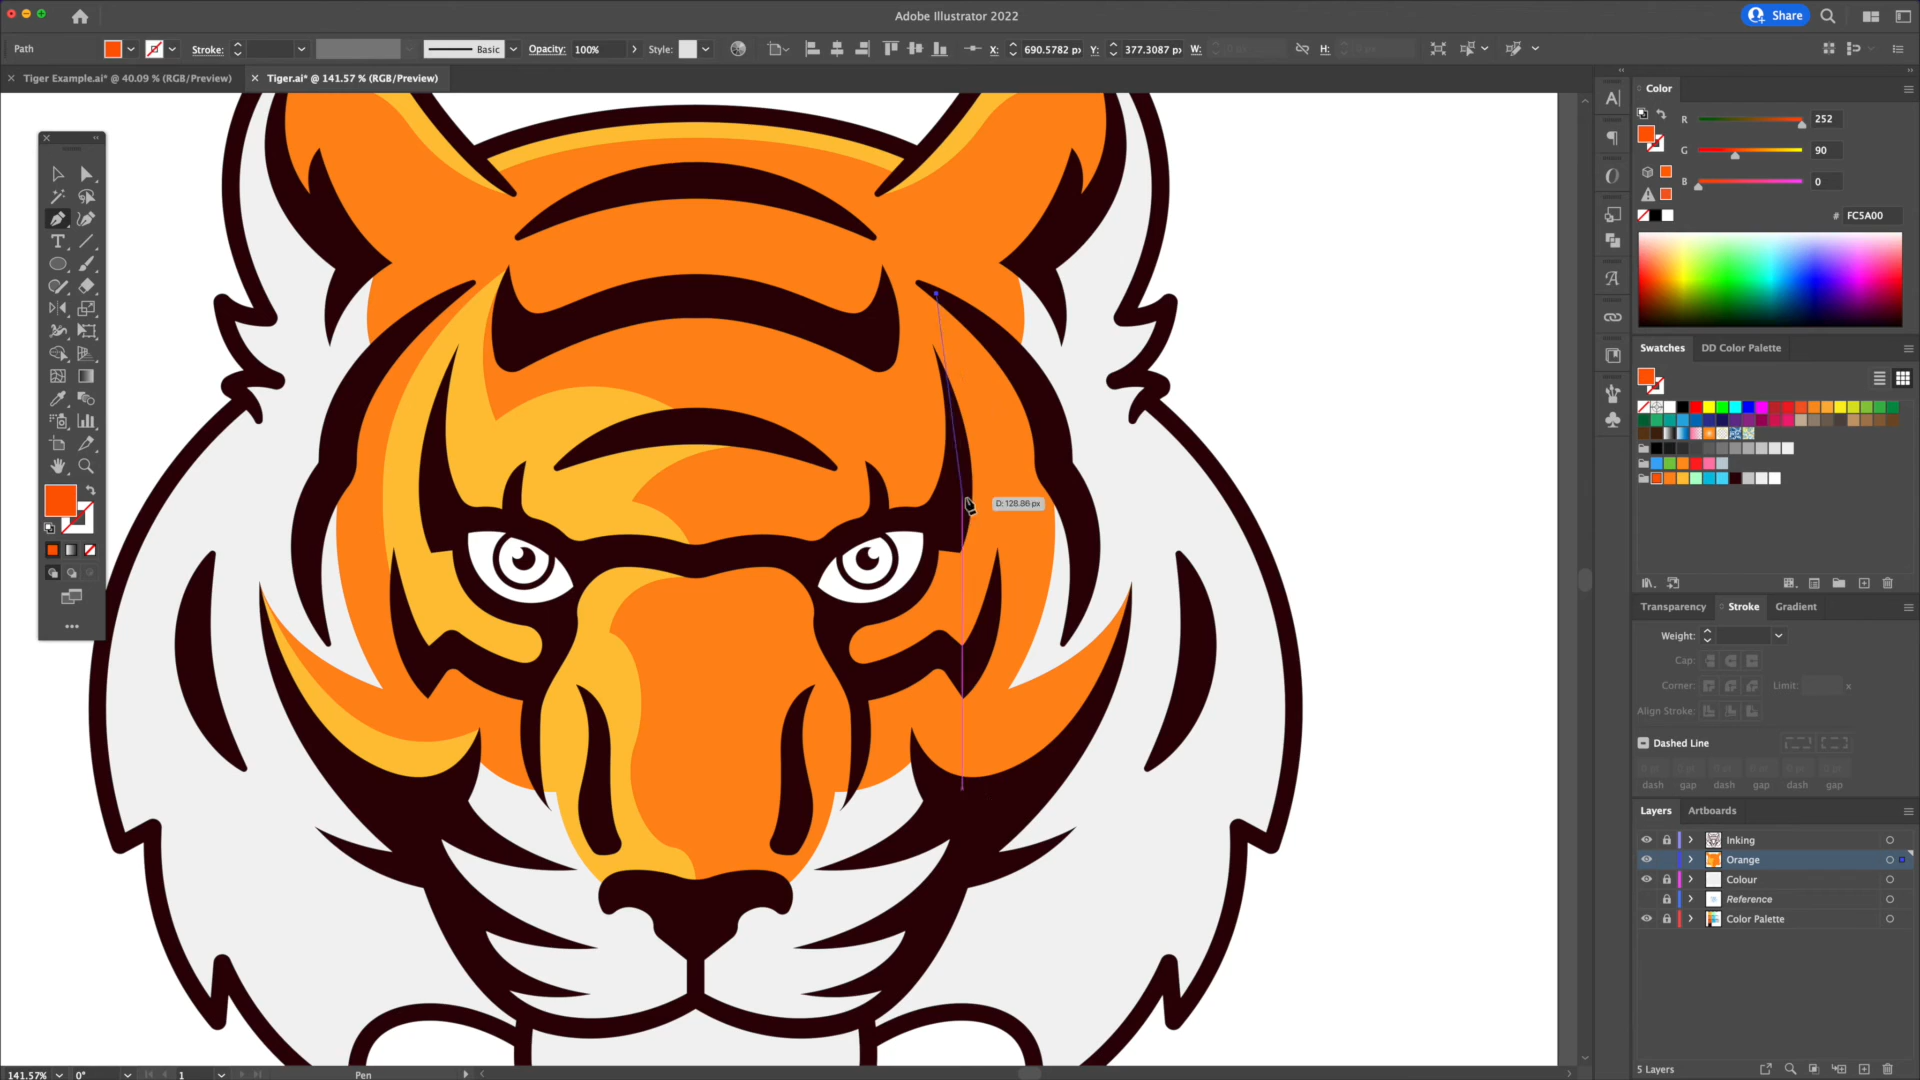 Adobe Illustrator 2022
Share
Path
Stroke:
Basic
Opacity: 100%
Style:
X: 690.5782 px
Y: 377.3087 px
W:
H:
Tiger Example.ai* @ 40.09 % (RGB/Preview)
Tiger.ai* @ 141.57 % (RGB/Preview)
Color
R 252
G 90
B 0
# FC5A00
Swatches
DD Color Palette
D: 128.86 px
Transparency
Stroke
Gradient
Weight:
Cap:
Corner:
Limit:
x
Align Stroke:
Dashed Line
dash gap dash gap dash gap
Layers
Artboards
Inking
Orange
Colour
Reference
Color Palette
5 Layers
141.57%
0°
1
Pen